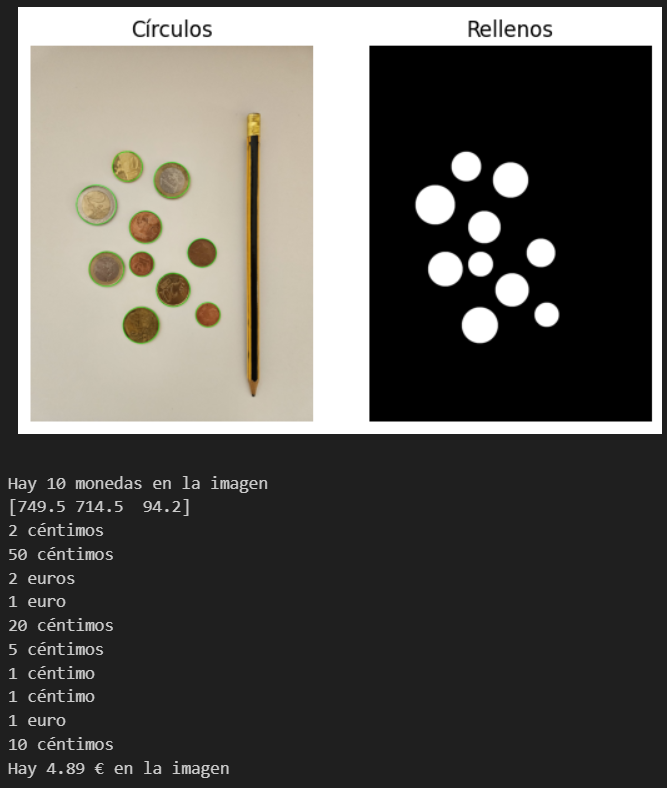 Círculos
Rellenos
Hay 10 monedas en la imagen
[749.5 714.5  94.2]
2 céntimos
50 céntimos
2 euros
1 euro
20 céntimos
5 céntimos
1 céntimo
1 céntimo
1 euro
10 céntimos
Hay 4.89 € en la imagen